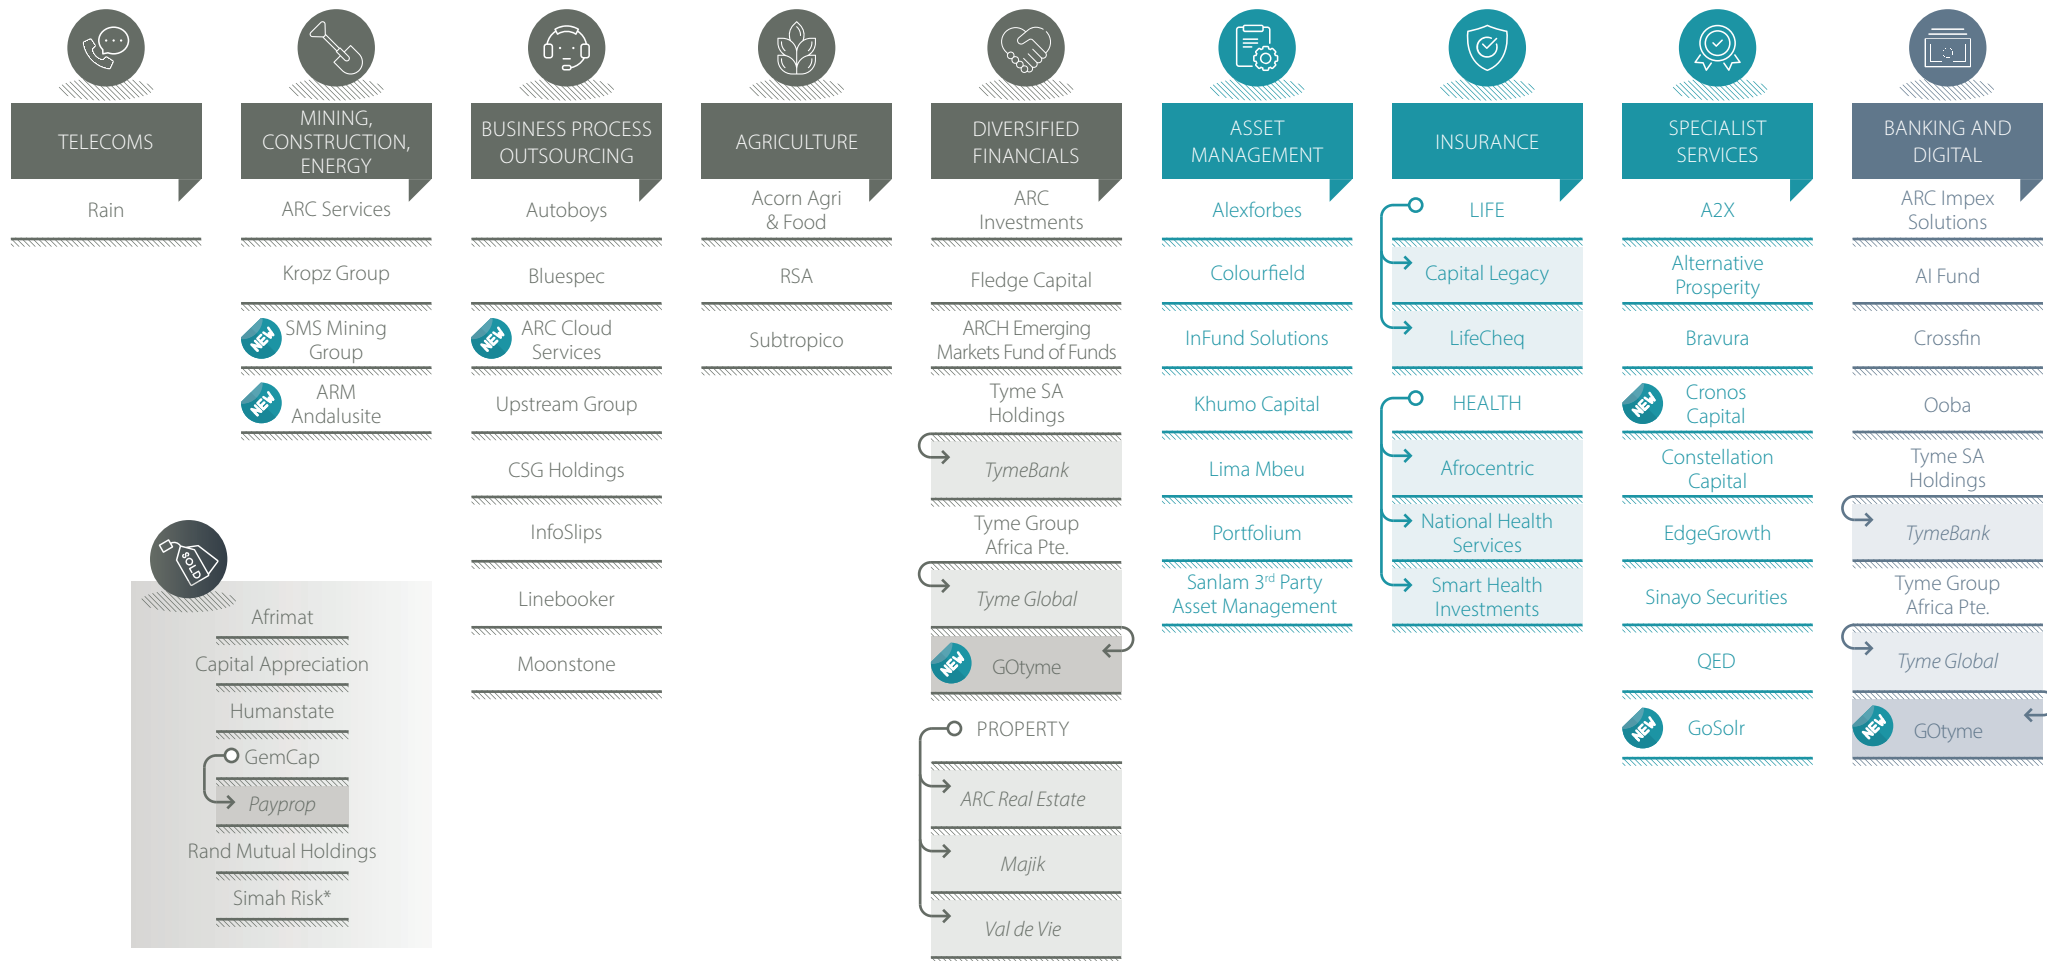 TELECOMS
Rain
MINING,
CONSTRUCTION,
ENERGY
ARC Services
Kropz Group
NEW
SMS Mining
Group
NEW
ARM
Andalusite
BUSINESS PROCESS
OUTSOURCING
Autoboys
Bluespec
NEW
ARC Cloud
Services
Upstream Group
CSG Holdings
InfoSlips
Linebooker
Moonstone
AGRICULTURE
Acorn Agri
& Food
RSA
Subtropico
DIVERSIFIED
FINANCIALS
ARC
Investments
Fledge Capital
ARCH Emerging
Markets Fund of Funds
Tyme SA
Holdings
TymeBank
Tyme Group
Africa Pte.
Tyme Global
NEW
GOtyme
PROPERTY
ARC Real Estate
Majik
Val de Vie
ASSET
MANAGEMENT
Alexforbes
Colourfield
InFund Solutions
Khumo Capital
Lima Mbeu
Portfolium
Sanlam 3rd Party
Asset Management
INSURANCE
LIFE
Capital Legacy
LifeCheq
HEALTH
Afrocentric
National Health
Services
Smart Health
Investments
SPECIALIST
SERVICES
A2X
Alternative
Prosperity
Bravura
NEW
Cronos
Capital
Constellation
Capital
EdgeGrowth
Sinayo Securities
QED
NEW
GoSolr
BANKING AND
DIGITAL
ARC Impex
Solutions
AI Fund
Crossfin
Ooba
Tyme SA
Holdings
TymeBank
Tyme Group
Africa Pte.
Tyme Global
NEW
GOtyme
SOLD
Afrimat
Capital Appreciation
Humanstate
GemCap
Payprop
Rand Mutual Holdings
Simah Risk*